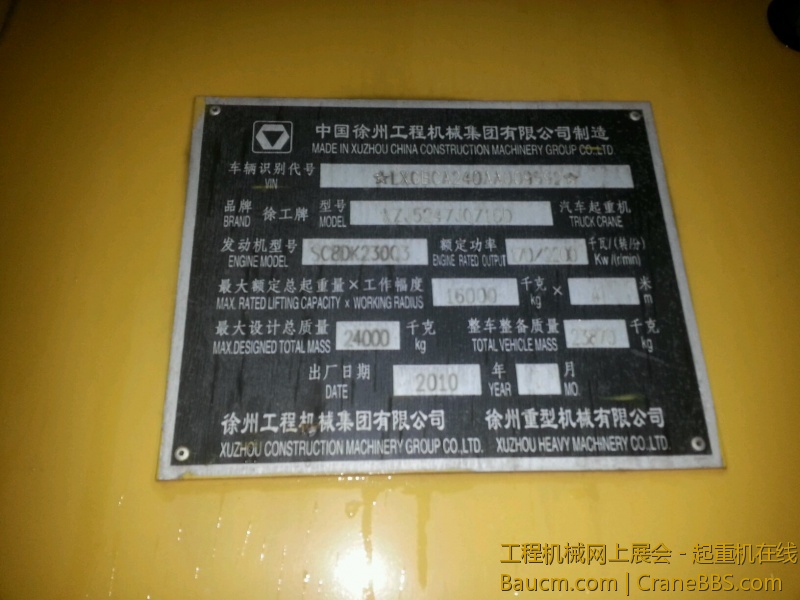 中国徐州工程机械集团有限公司制造
MADE IN XUZHOU CHINA CONSTRUCTION MACHINERY GROUP CO.,LTD.
车辆识别代号
VIN
品牌 徐工牌 型号 汽车起重机
BRAND MODEL TRUCK CRANE
发动机型号 SC8DK230Q3 额定功率 千瓦/(转/分)
ENGINE MODEL ENGINE RATED OUTPUT Kw/(r/min)
最大额定总起重量×工作幅度 16000 千克 × 米
MAX. RATED LIFTING CAPACITY x WORKING RADIUS kg m
最大设计总质量 24000 千克 整车整备质量 23870 千克
MAX.DESIGNED TOTAL MASS kg TOTAL VEHICLE MASS kg
出厂日期 2010 年 月
DATE YEAR MO.
徐州工程机械集团有限公司 徐州重型机械有限公司
XUZHOU CONSTRUCTION MACHINERY GROUP CO.,LTD. XUZHOU HEAVY MACHINERY CO.,LTD.
工程机械网上展会 - 起重机在线
Baucm.com | CraneBBS.com